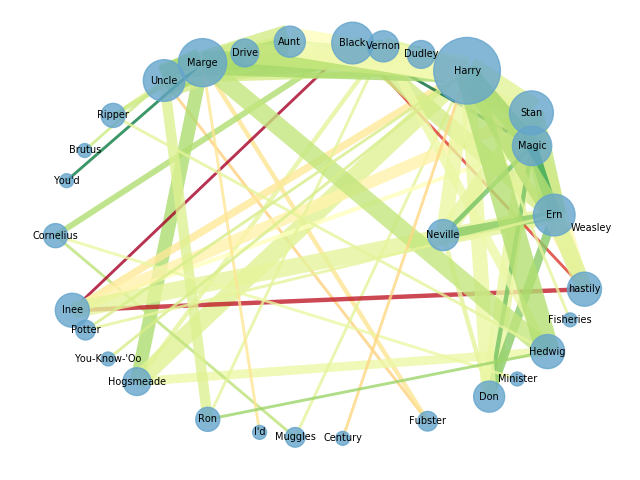 Aunt
Black
Vernon
Drive
Dudley
Marge
Harry
Uncle
Ripper
Stan
Magic
Brutus
You'd
Ern
Weasley
Cornelius
Neville
hastily
Inee
Fisheries
Potter
You-Know-'Oo
Hedwig
Hogsmeade
Minister
Don
Ron
Fubster
I'd
Muggles
Century